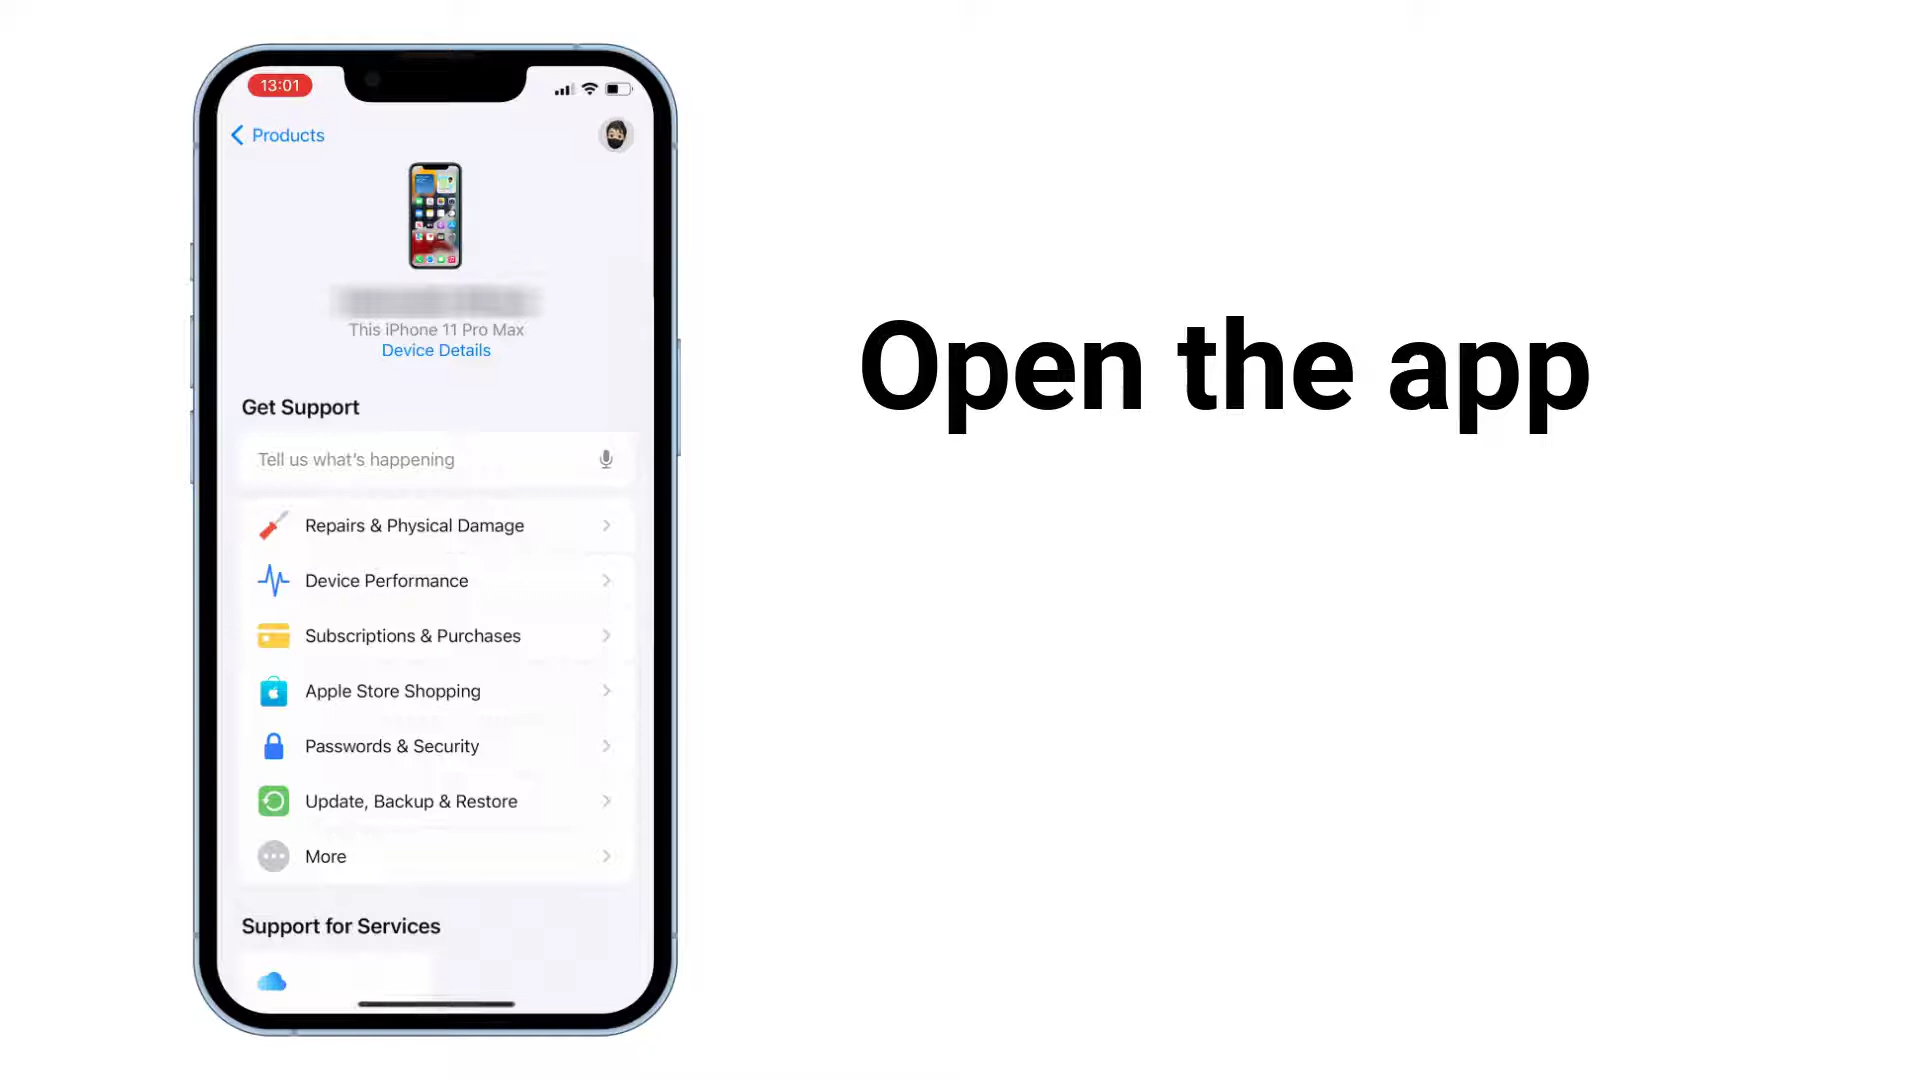 13:01
Products
This iPhone 11 Pro Max
Device Details
Get Support
Tell us what's happening
Repairs & Physical Damage
Device Performance
Subscriptions & Purchases
Apple Store Shopping
Passwords & Security
Update, Backup & Restore
More
Support for Services
Open the app